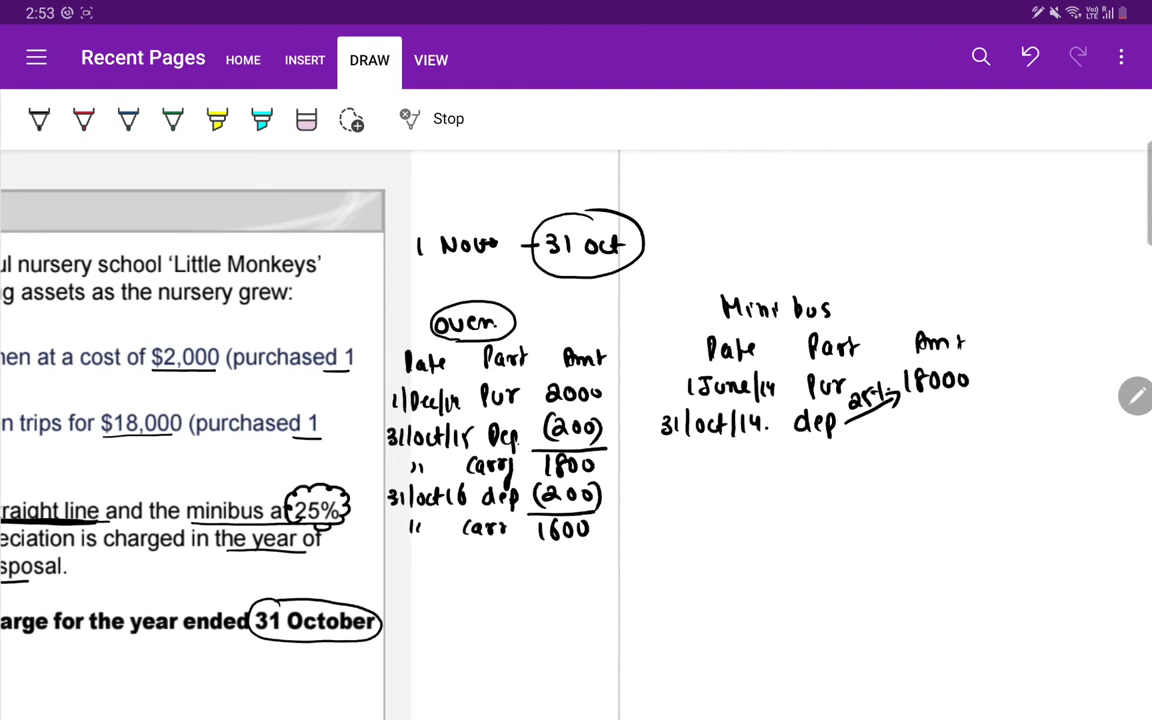 2:53
Recent Pages HOME INSERT DRAW VIEW
Stop
ul nursery school ‘Little Monkeys’
ng assets as the nursery grew:
hen at a cost of $2,000 (purchased 1
n trips for $18,000 (purchased 1
raight line and the minibus at 25%
eciation is charged in the year of
sposal.
arge for the year ended 31 October
1 Nov - 31 oct
oven
Date Part Amt
1/Dec/14 Pur 2000
31/oct/15 Dep. (200)
,, carry 1800
31/oct16 dep (200)
,, carr 1600
Mini bus
Date Part Amt
1 June/14 Pur 18000
31/oct/14. dep 25%